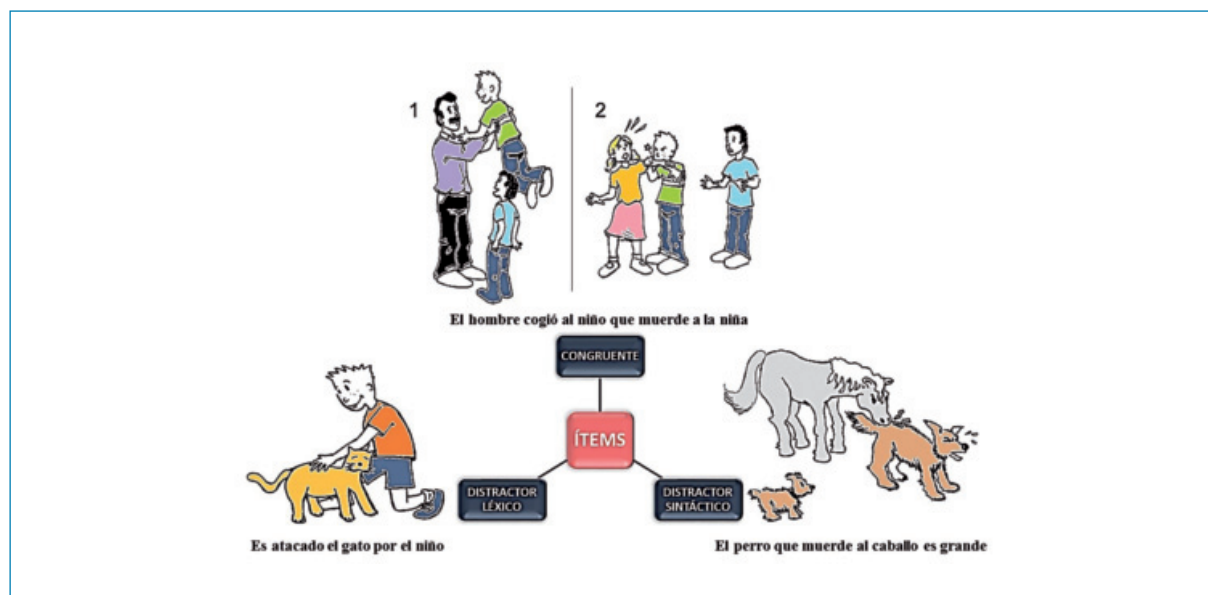 1
2
El hombre cogió al niño que muerde a la niña
CONGRUENTE
ÍTEMS
DISTRACTOR
LÉXICO
DISTRACTOR
SINTÁCTICO
Es atacado el gato por el niño
El perro que muerde al caballo es grande